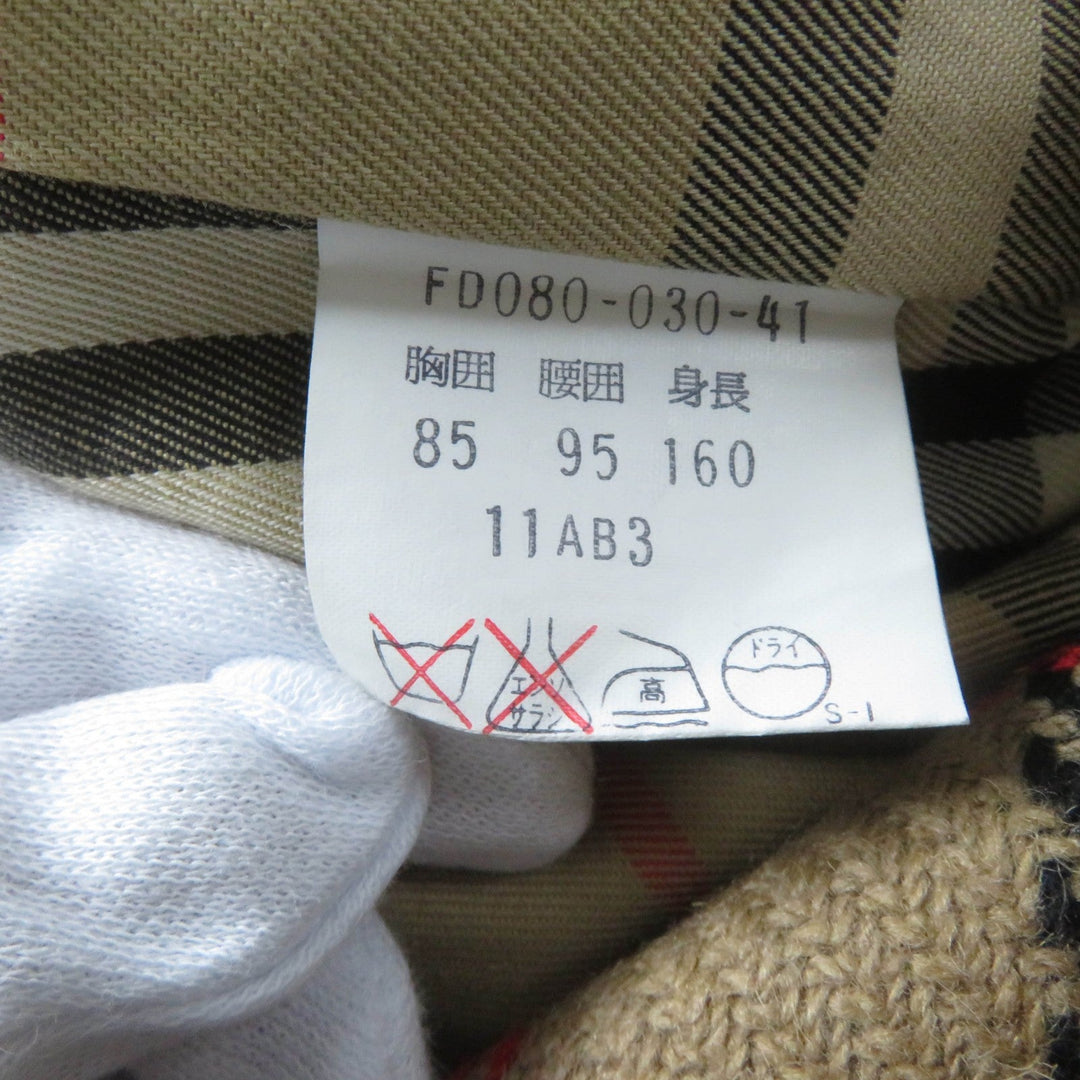 FD080-030-41
胸囲 腰囲 身長
85 95 160
11AB3
エンソ サラシ 高 ドライ S-1